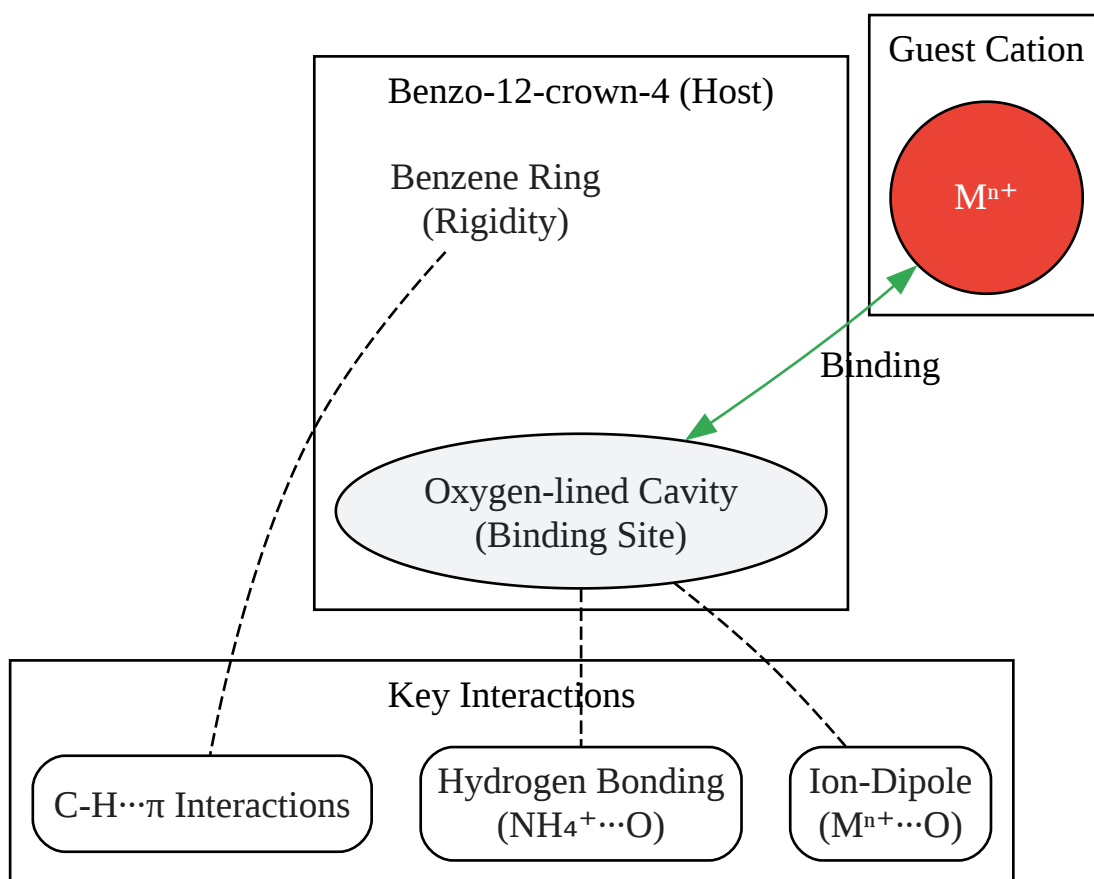 Guest Cation
Mⁿ⁺
Benzo-12-crown-4 (Host)
Benzene Ring
(Rigidity)
Binding
Oxygen-lined Cavity
(Binding Site)
Key Interactions
C-H···π Interactions
Hydrogen Bonding
(NH₄⁺···O)
Ion-Dipole
(Mⁿ⁺···O)